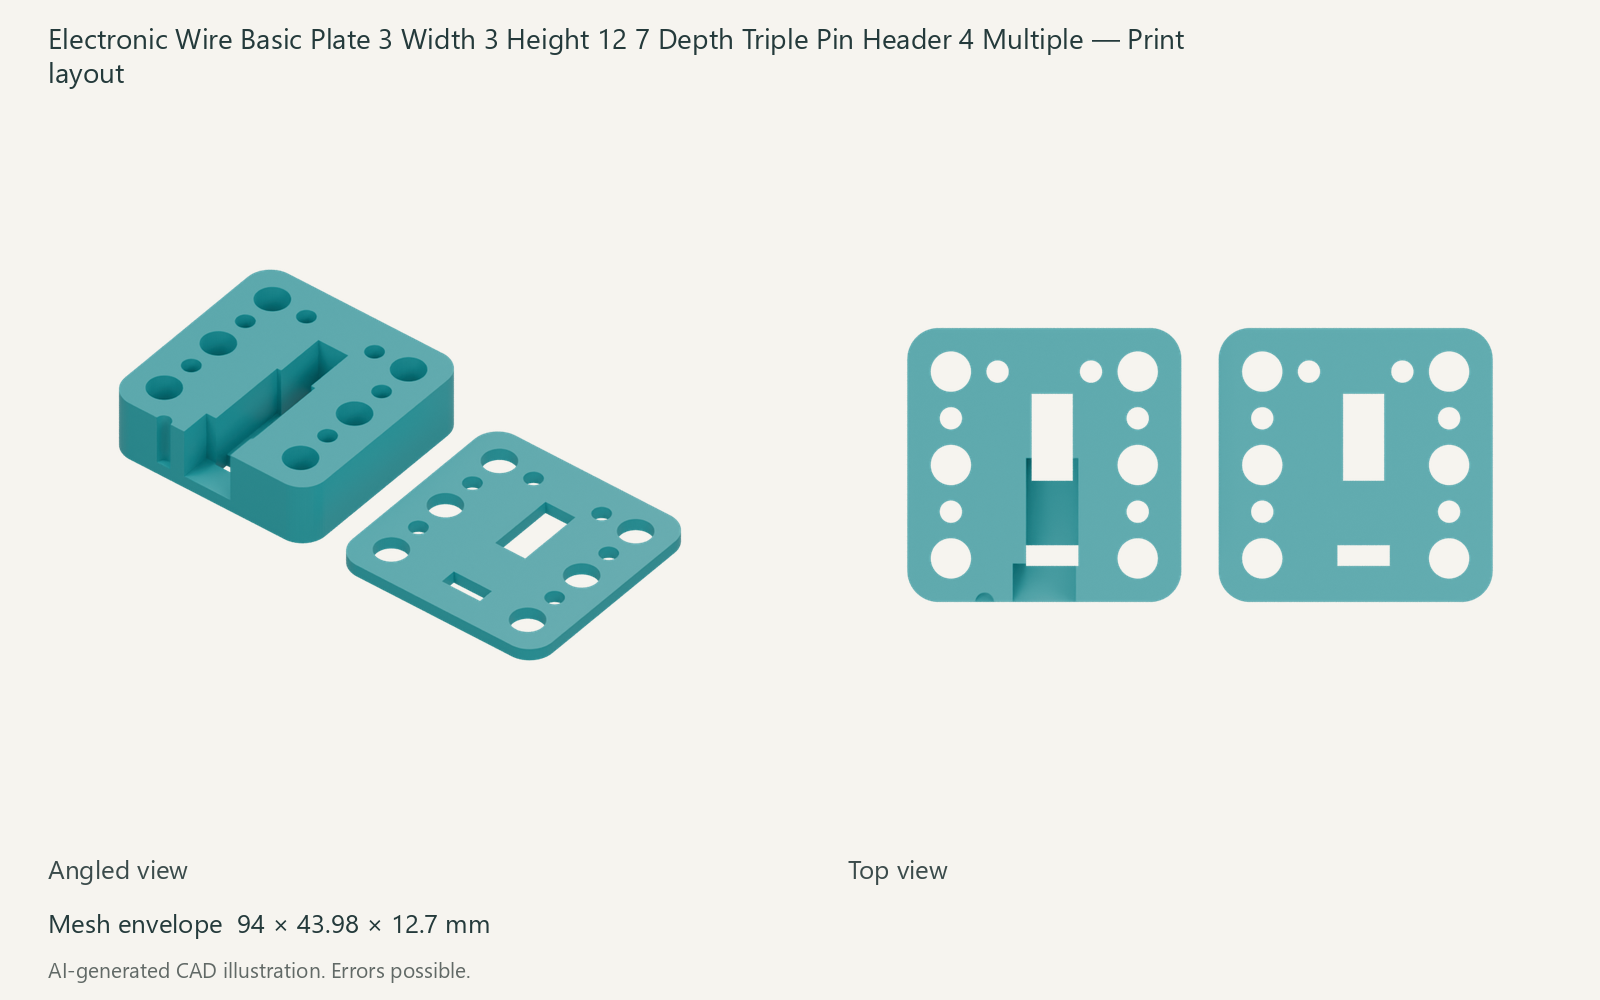 Electronic Wire Basic Plate 3 Width 3 Height 12 7 Depth Triple Pin Header 4 Multiple — Print
layout
Angled view
Top view
Mesh envelope 94 × 43.98 × 12.7 mm
AI-generated CAD illustration. Errors possible.